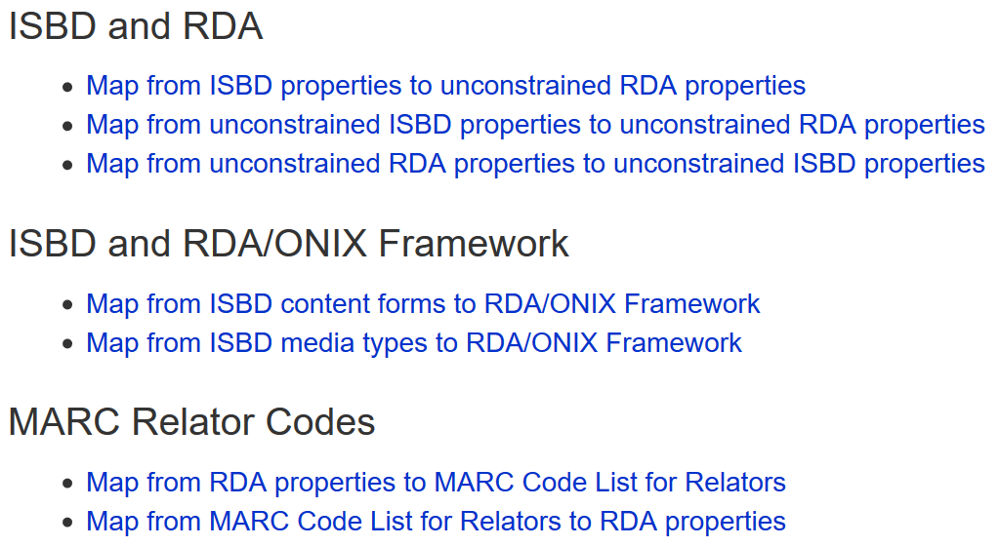 ISBD and RDA
Map from ISBD properties to unconstrained RDA properties
Map from unconstrained ISBD properties to unconstrained RDA properties
Map from unconstrained RDA properties to unconstrained ISBD properties
ISBD and RDA/ONIX Framework
Map from ISBD content forms to RDA/ONIX Framework
Map from ISBD media types to RDA/ONIX Framework
MARC Relator Codes
Map from RDA properties to MARC Code List for Relators
Map from MARC Code List for Relators to RDA properties